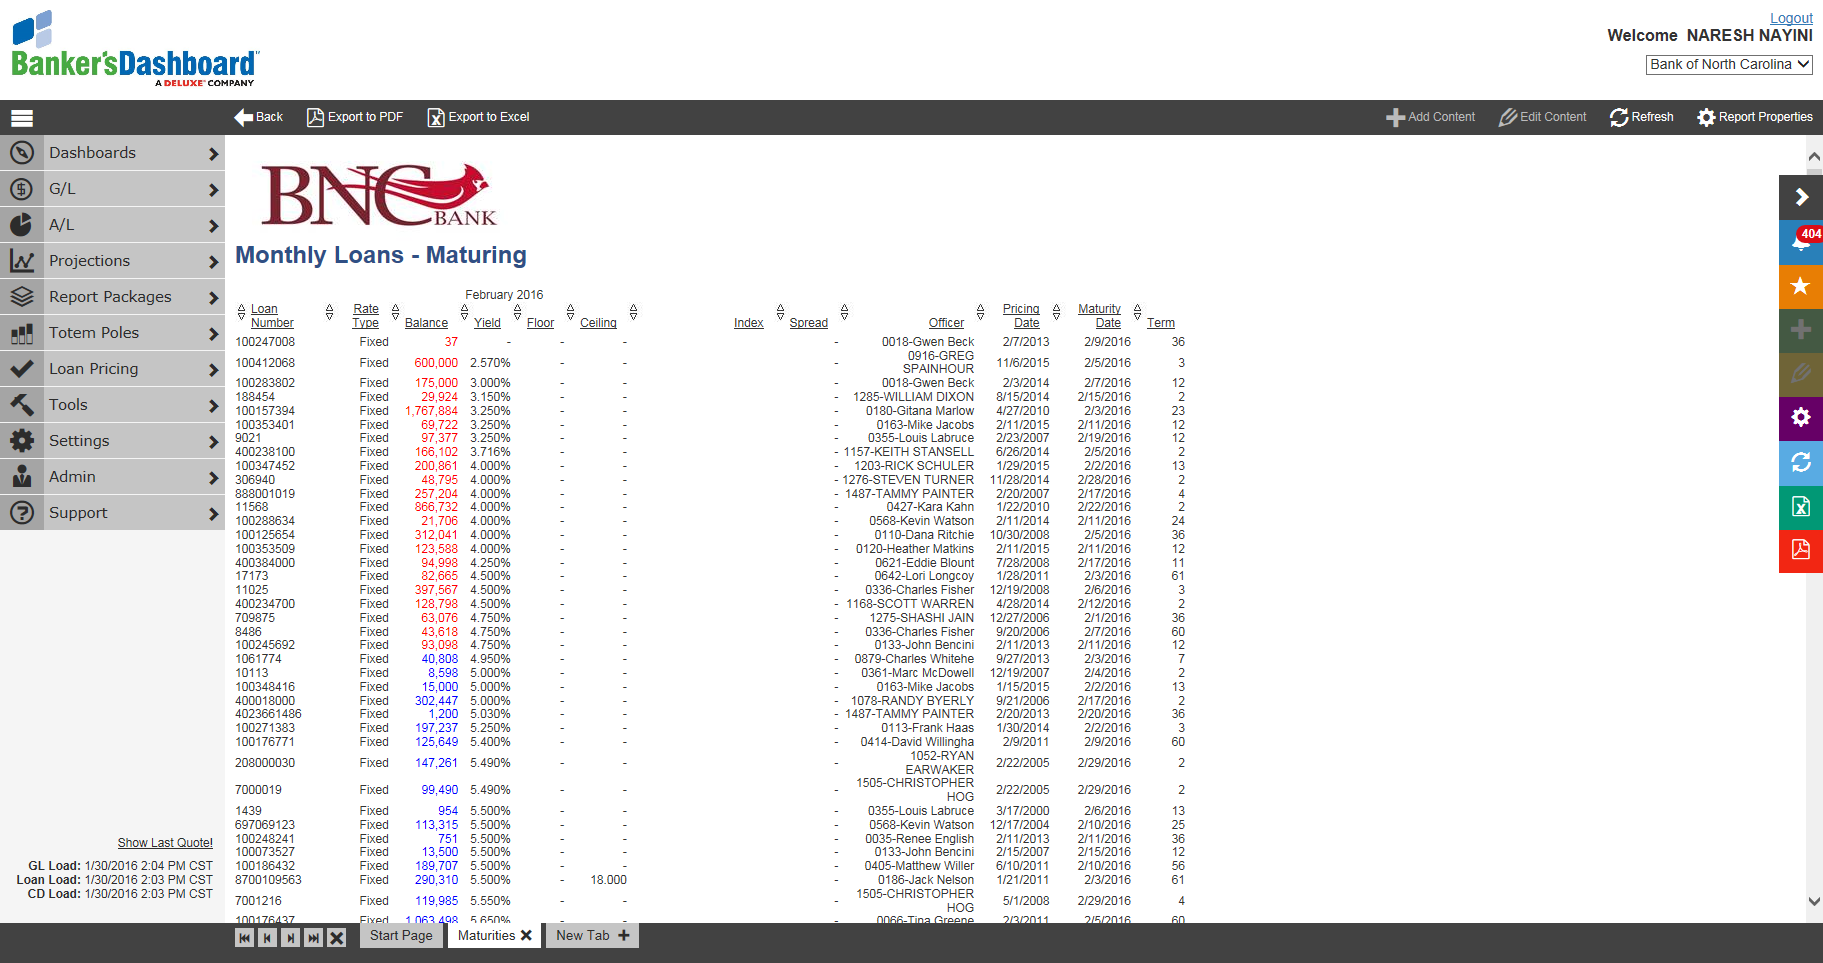 Banker'sDashboard
A DELUXE COMPANY
Logout
Welcome NARESH NAYINI
Bank of North Carolina
Back Export to PDF Export to Excel Add Content Edit Content Refresh Report Properties
Dashboards
G/L
A/L
Projections
Report Packages
Totem Poles
Loan Pricing
Tools
Settings
Admin
Support
404
BNC BANK
Monthly Loans - Maturing
February 2016
Loan Number Rate Type Balance Yield Floor Ceiling Index Spread Officer Pricing Date Maturity Date Term
100247008 Fixed 37 - - - - 0018-Gwen Beck 2/7/2013 2/9/2016 36
100412068 Fixed 600,000 2.570% - - - 0916-GREG SPAINHOUR 11/6/2015 2/5/2016 3
100283802 Fixed 175,000 3.000% - - - 0018-Gwen Beck 2/3/2014 2/7/2016 12
188454 Fixed 29,924 3.150% - - - 1285-WILLIAM DIXON 8/15/2014 2/15/2016 2
100157394 Fixed 1,767,884 3.250% - - - 0180-Gitana Marlow 4/27/2010 2/3/2016 23
100353401 Fixed 69,722 3.250% - - - 0163-Mike Jacobs 2/11/2015 2/11/2016 12
9021 Fixed 97,377 3.250% - - - 0355-Louis Labruce 2/23/2007 2/19/2016 12
400238100 Fixed 166,102 3.716% - - - 1157-KEITH STANSELL 6/26/2014 2/5/2016 2
100347452 Fixed 200,861 4.000% - - - 1203-RICK SCHULER 1/29/2015 2/2/2016 13
306940 Fixed 48,795 4.000% - - - 1276-STEVEN TURNER 11/28/2014 2/28/2016 2
888001019 Fixed 257,204 4.000% - - - 1487-TAMMY PAINTER 2/20/2007 2/17/2016 4
11568 Fixed 866,732 4.000% - - - 0427-Kara Kahn 1/22/2010 2/22/2016 2
100288634 Fixed 21,706 4.000% - - - 0568-Kevin Watson 2/11/2014 2/11/2016 24
100125654 Fixed 312,041 4.000% - - - 0110-Dana Ritchie 10/30/2008 2/5/2016 36
100353509 Fixed 123,588 4.000% - - - 0120-Heather Matkins 2/11/2015 2/11/2016 12
400384000 Fixed 94,998 4.250% - - - 0621-Eddie Blount 7/28/2008 2/17/2016 11
17173 Fixed 82,665 4.500% - - - 0642-Lori Longcoy 1/28/2011 2/3/2016 61
11025 Fixed 397,567 4.500% - - - 0336-Charles Fisher 12/19/2008 2/6/2016 3
400234700 Fixed 128,798 4.500% - - - 1168-SCOTT WARREN 4/28/2014 2/12/2016 2
709875 Fixed 63,076 4.750% - - - 1275-SHASHI JAIN 12/27/2006 2/1/2016 36
8486 Fixed 43,618 4.750% - - - 0336-Charles Fisher 9/20/2006 2/7/2016 60
100245692 Fixed 93,098 4.750% - - - 0133-John Bencini 2/11/2013 2/11/2016 12
1061774 Fixed 40,808 4.950% - - - 0879-Charles Whitehe 9/27/2013 2/3/2016 7
10113 Fixed 8,598 5.000% - - - 0361-Marc McDowell 12/19/2007 2/4/2016 2
100348416 Fixed 15,000 5.000% - - - 0163-Mike Jacobs 1/15/2015 2/2/2016 13
400018000 Fixed 302,447 5.000% - - - 1078-RANDY BYERLY 9/21/2006 2/17/2016 2
4023661486 Fixed 1,200 5.030% - - - 1487-TAMMY PAINTER 2/20/2013 2/20/2016 36
100271383 Fixed 197,237 5.250% - - - 0113-Frank Haas 1/30/2014 2/2/2016 3
100176771 Fixed 125,649 5.400% - - - 0414-David Willingha 2/9/2011 2/9/2016 60
208000030 Fixed 147,261 5.490% - - - 1052-RYAN EARWAKER 2/22/2005 2/29/2016 2
7000019 Fixed 99,490 5.490% - - - 1505-CHRISTOPHER HOG 2/22/2005 2/29/2016 2
1439 Fixed 954 5.500% - - - 0355-Louis Labruce 3/17/2000 2/6/2016 13
697069123 Fixed 113,315 5.500% - - - 0568-Kevin Watson 12/17/2004 2/10/2016 25
100248241 Fixed 751 5.500% - - - 0035-Renee English 2/11/2013 2/11/2016 36
100073527 Fixed 13,500 5.500% - - - 0133-John Bencini 2/15/2007 2/15/2016 12
100186432 Fixed 189,707 5.500% - - - 0405-Matthew Willer 6/10/2011 2/10/2016 56
8700109563 Fixed 290,310 5.500% - 18.000 - 0186-Jack Nelson 1/21/2011 2/3/2016 61
7001216 Fixed 119,985 5.550% - - - 1505-CHRISTOPHER HOG 5/1/2008 2/29/2016 4
100176437 Fixed 1,063,498 5.650% - - - 0066-Tina Greene 2/3/2011 2/5/2016 60
Show Last Quote!
GL Load: 1/30/2016 2:04 PM CST
Loan Load: 1/30/2016 2:03 PM CST
CD Load: 1/30/2016 2:03 PM CST
Start Page Maturities New Tab